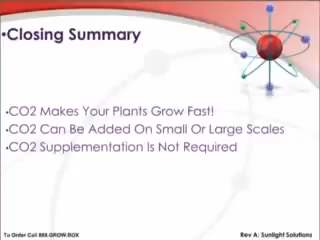 •Closing Summary
•CO2 Makes Your Plants Grow Fast!
•CO2 Can Be Added On Small Or Large Scales
•CO2 Supplementation Is Not Required
To Order Call 888.GROW.BOX
Rev A: Sunlight Solutions